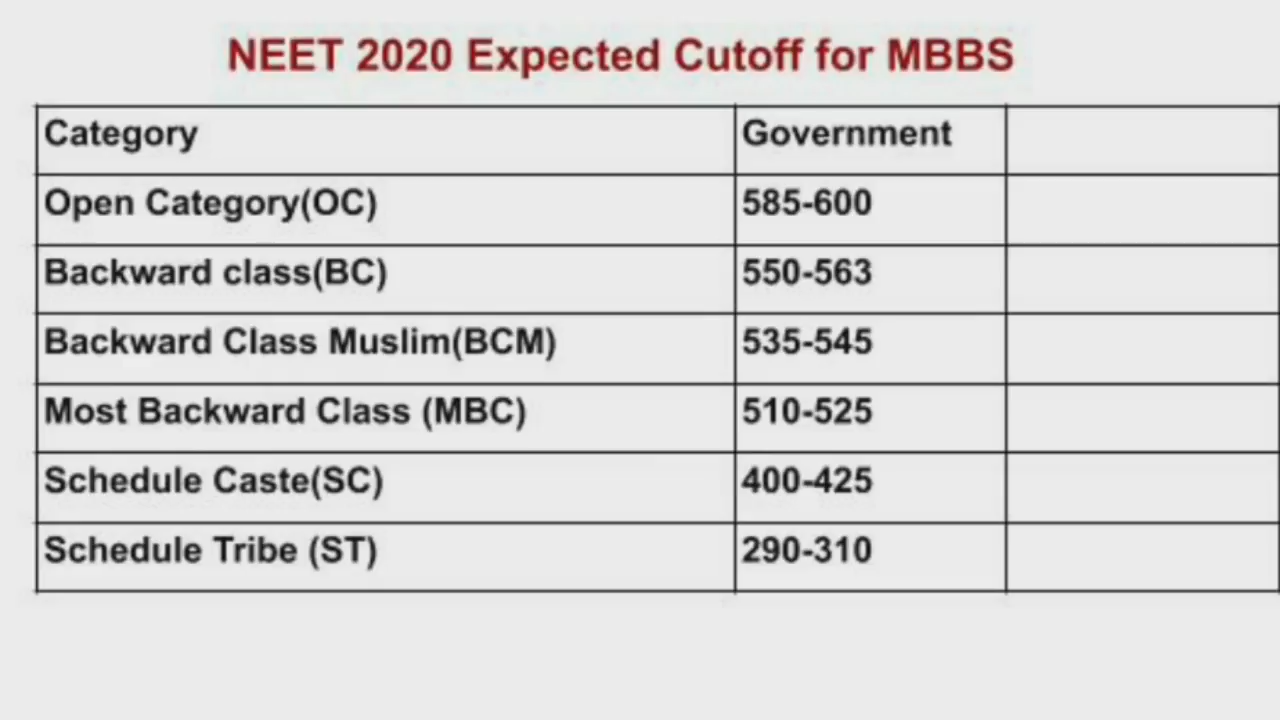 NEET 2020 Expected Cutoff for MBBS
Category Government
Open Category(OC) 585-600
Backward class(BC) 550-563
Backward Class Muslim(BCM) 535-545
Most Backward Class (MBC) 510-525
Schedule Caste(SC) 400-425
Schedule Tribe (ST) 290-310